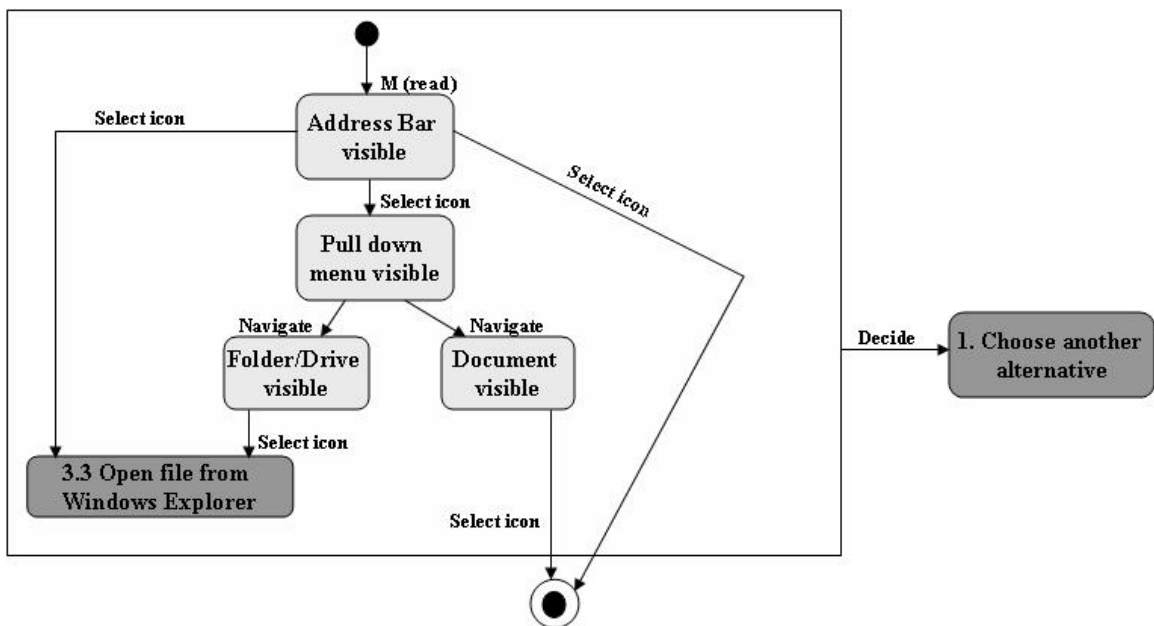 M (read)
Select icon
Address Bar
visible
Select icon
Select icon
Pull down
menu visible
Navigate
Navigate
Folder/Drive
visible
Document
visible
Decide
1. Choose another
alternative
Select icon
3.3 Open file from
Windows Explorer
Select icon